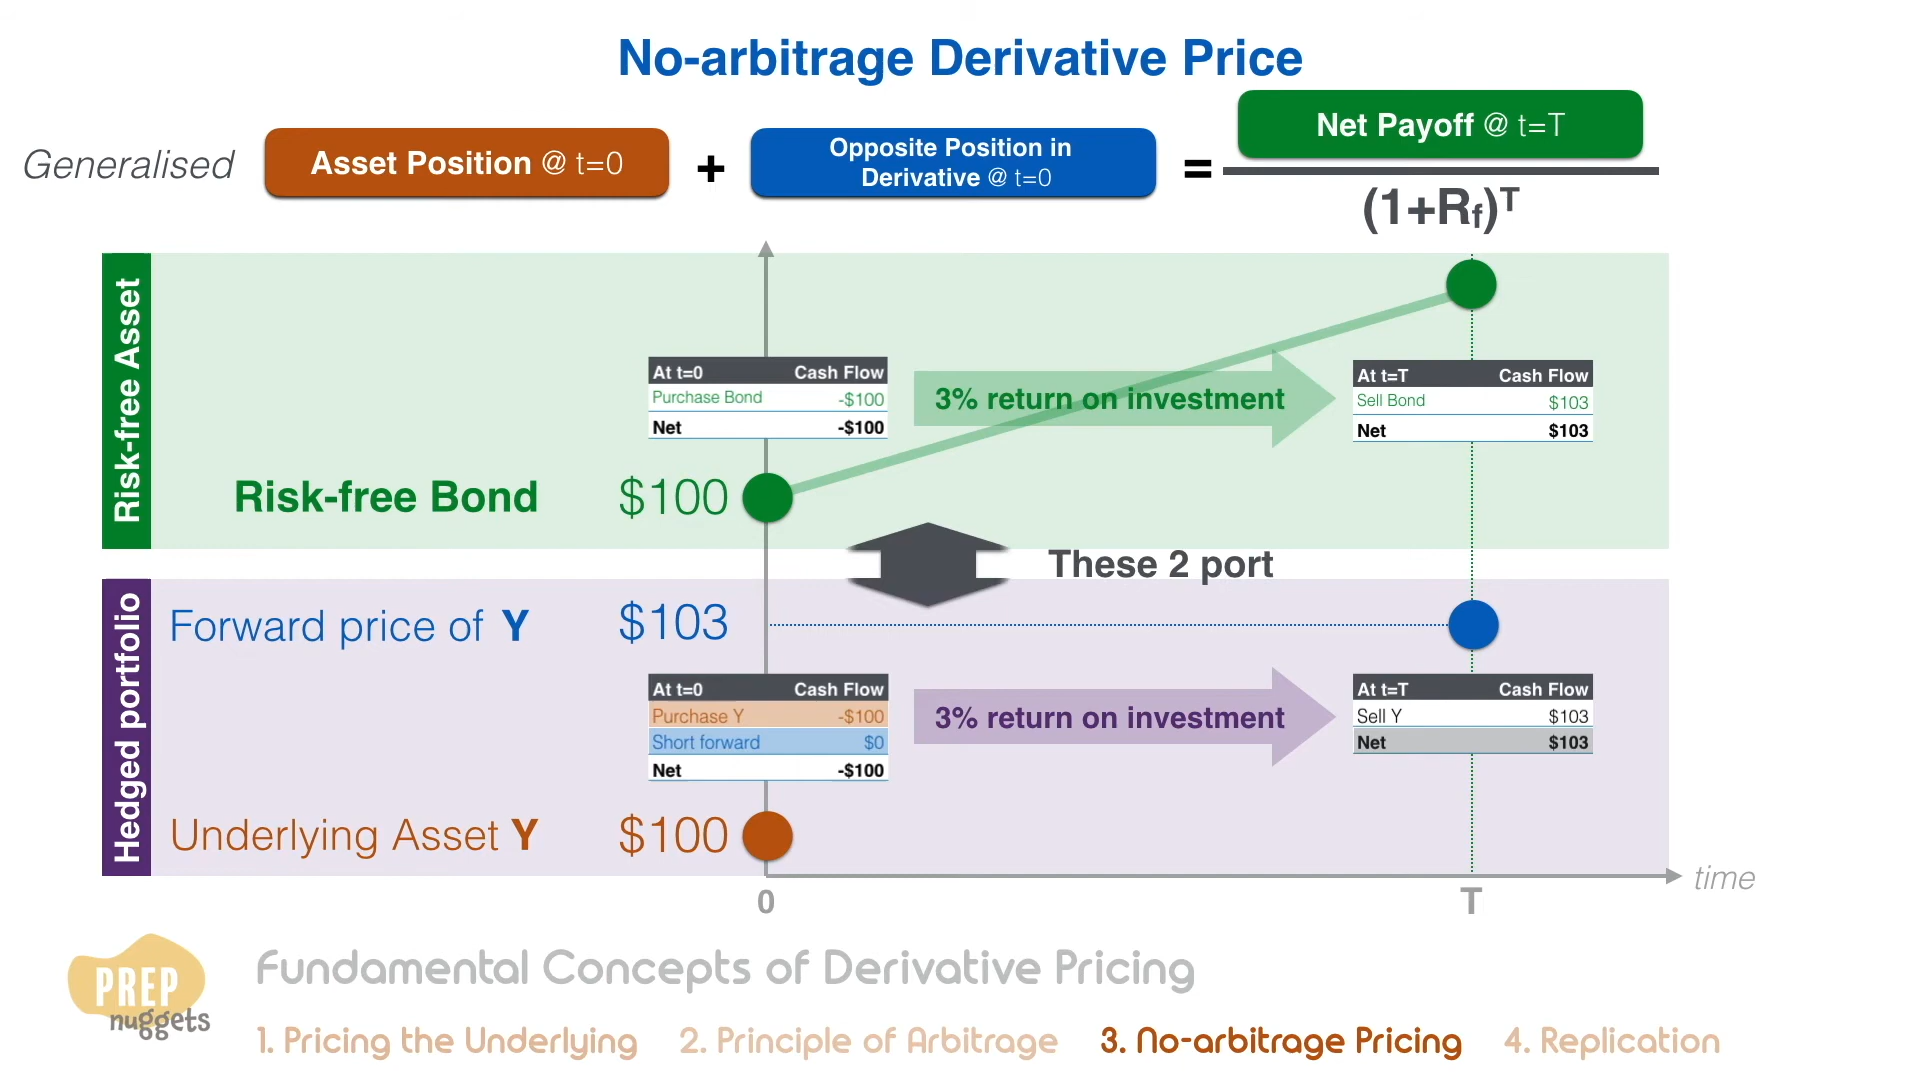 No-arbitrage Derivative Price
Generalised
Asset Position @ t=0
+
Opposite Position in
Derivative @ t=0
=
Net Payoff @ t=T
(1+Rf)ᵀ
Risk-free Asset
At t=0 Cash Flow
Purchase Bond -$100
Net -$100
3% return on investment
At t=T Cash Flow
Sell Bond $103
Net $103
Risk-free Bond $100
These 2 port
Hedged portfolio
Forward price of Y $103
At t=0 Cash Flow
Purchase Y -$100
Short forward $0
Net -$100
3% return on investment
At t=T Cash Flow
Sell Y $103
Net $103
Underlying Asset Y $100
time
0 T
PREP
nuggets
Fundamental Concepts of Derivative Pricing
1. Pricing the Underlying 2. Principle of Arbitrage 3. No-arbitrage Pricing 4. Replication